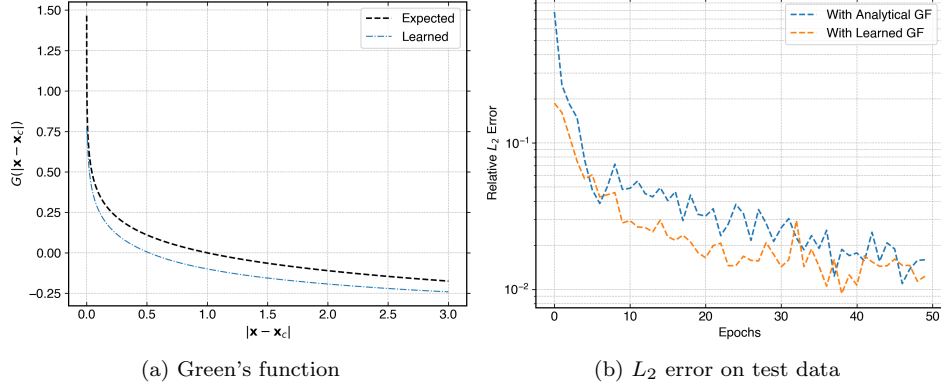 1.50
1.25
1.00
0.75
0.50
0.25
0.00
−0.25
G(|x − x_c|)
Expected
Learned
0.0 0.5 1.0 1.5 2.0 2.5 3.0
|x − x_c|
(a) Green's function
With Analytical GF
With Learned GF
10⁻¹
10⁻²
Relative L₂ Error
0 10 20 30 40 50
Epochs
(b) L₂ error on test data